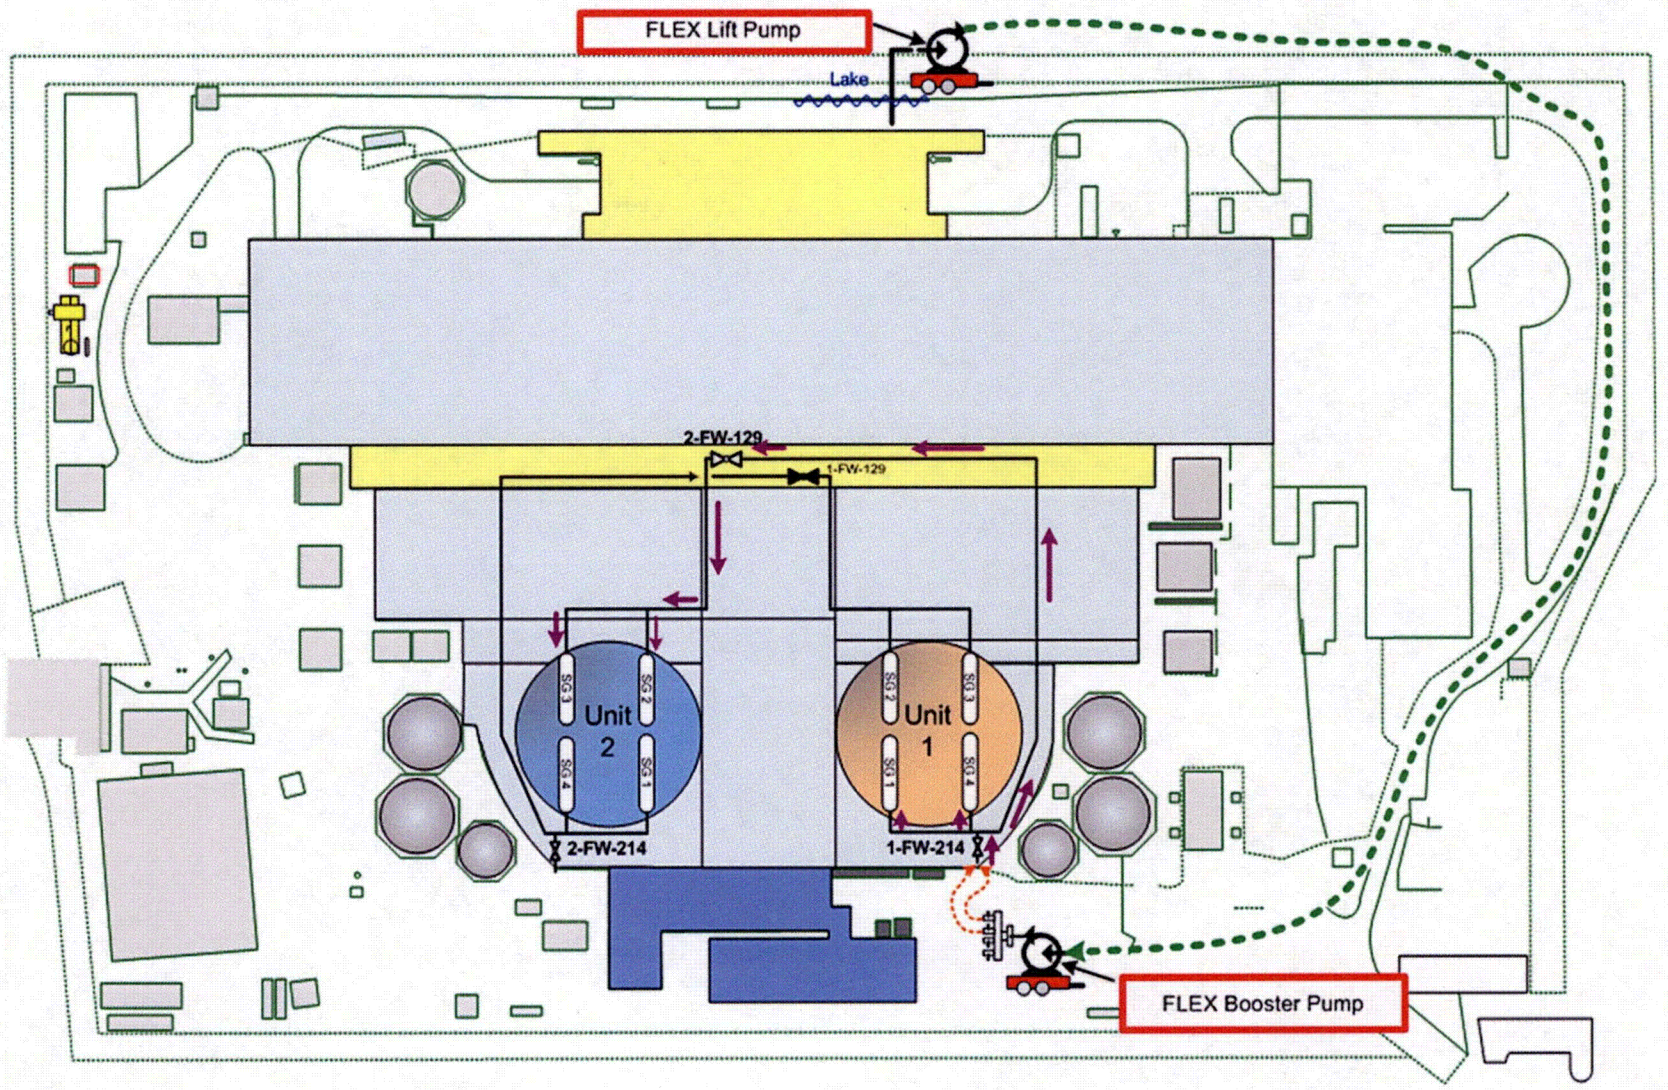 FLEX Lift Pump
Lake
2-FW-129
1-FW-129
SG 3
SG 2
Unit
2
SG 4
SG 1
SG 2
SG 3
Unit
1
SG 1
SG 4
2-FW-214
1-FW-214
FLEX Booster Pump